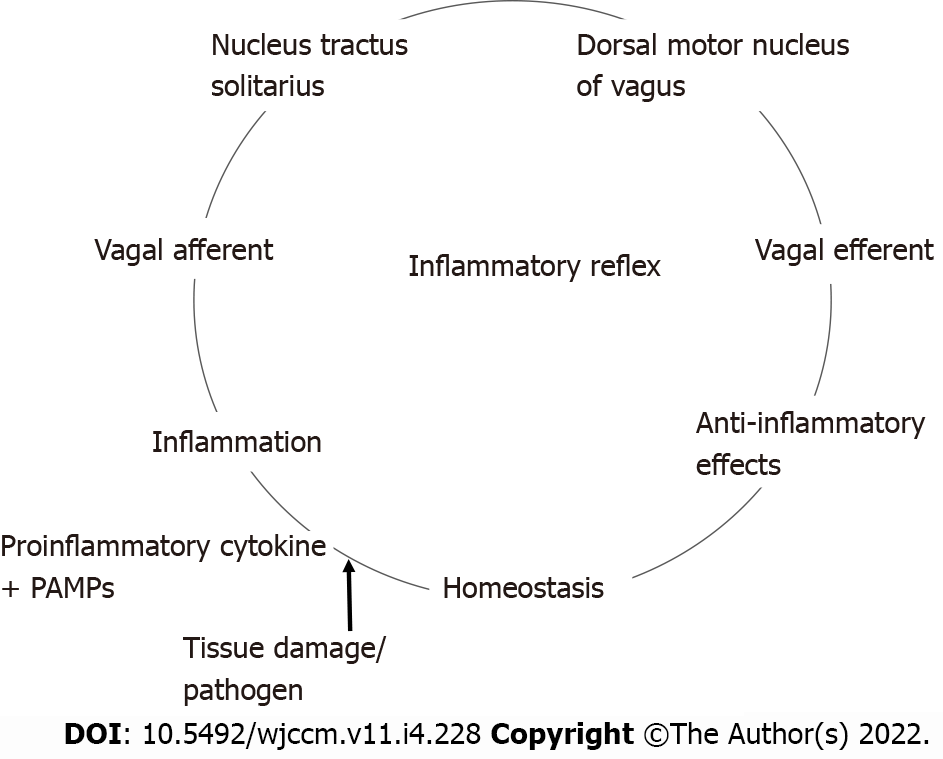 Nucleus tractus
solitarius
Dorsal motor nucleus
of vagus
Vagal afferent
Inflammatory reflex
Vagal efferent
Inflammation
Anti-inflammatory
effects
Proinflammatory cytokine
+ PAMPs
Homeostasis
Tissue damage/
pathogen
DOI: 10.5492/wjccm.v11.i4.228 Copyright ©The Author(s) 2022.